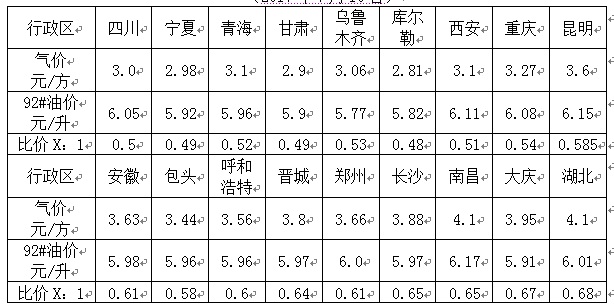 行政区 四川 宁夏 青海 甘肃 乌鲁木齐 库尔勒 西安 重庆 昆明
气价元/方 3.0 2.98 3.1 2.9 3.06 2.81 3.1 3.27 3.6
92#油价元/升 6.05 5.92 5.96 5.9 5.77 5.82 6.11 6.08 6.15
比价X：1 0.5 0.49 0.52 0.49 0.53 0.48 0.51 0.54 0.585
行政区 安徽 包头 呼和浩特 晋城 郑州 长沙 南昌 大庆 湖北
气价元/方 3.63 3.44 3.56 3.8 3.66 3.88 4.1 3.95 4.1
92#油价元/升 5.98 5.96 5.96 5.97 6.0 5.97 6.17 5.91 6.01
比价X：1 0.61 0.58 0.6 0.64 0.61 0.65 0.65 0.67 0.68